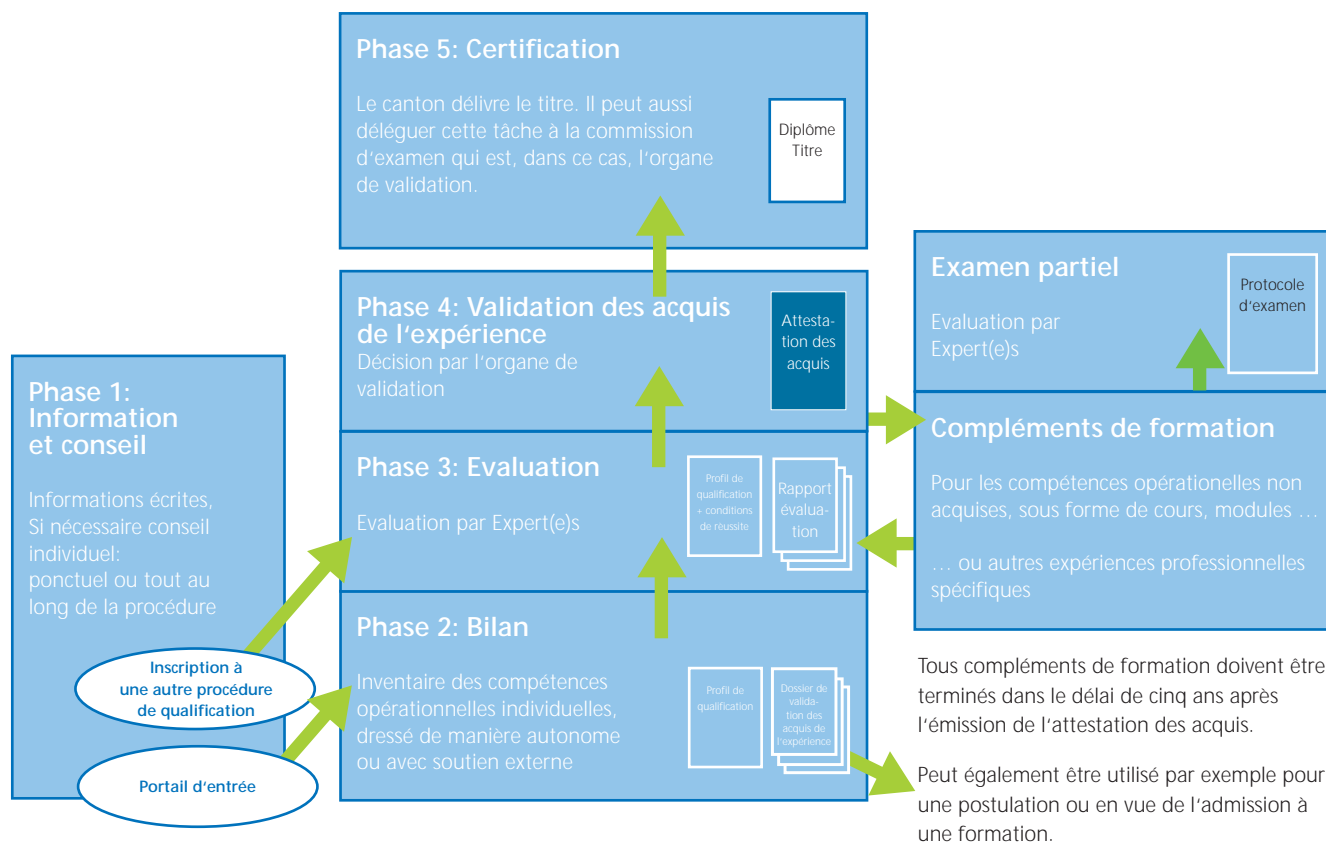 Phase 5: Certification
Le canton délivre le titre. Il peut aussi
déléguer cette tâche à la commission
d'examen qui est, dans ce cas, l'organe
de validation.
Diplôme
Titre
Phase 4: Validation des acquis
de l'expérience
Décision par l'organe de
validation
Attesta-
tion des
acquis
Examen partiel
Evaluation par
Expert(e)s
Protocole
d'examen
Phase 1:
Information
et conseil
Informations écrites,
Si nécessaire conseil
individuel:
ponctuel ou tout au
long de la procédure
Inscription à
une autre procédure
de qualification
Portail d'entrée
Phase 3: Evaluation
Evaluation par Expert(e)s
Profil de
qualification
+ conditions
de réussite
Rapport
évalua-
tion
Compléments de formation
Pour les compétences opérationelles non
acquises, sous forme de cours, modules ...
... ou autres expériences professionnelles
spécifiques
Phase 2: Bilan
Inventaire des compétences
opérationnelles individuelles,
dressé de manière autonome
ou avec soutien externe
Profil de
qualification
Dossier de
valida-
tion des
acquis de
l'expérience
Tous compléments de formation doivent être
terminés dans le délai de cinq ans après
l'émission de l'attestation des acquis.
Peut également être utilisé par exemple pour
une postulation ou en vue de l'admission à
une formation.